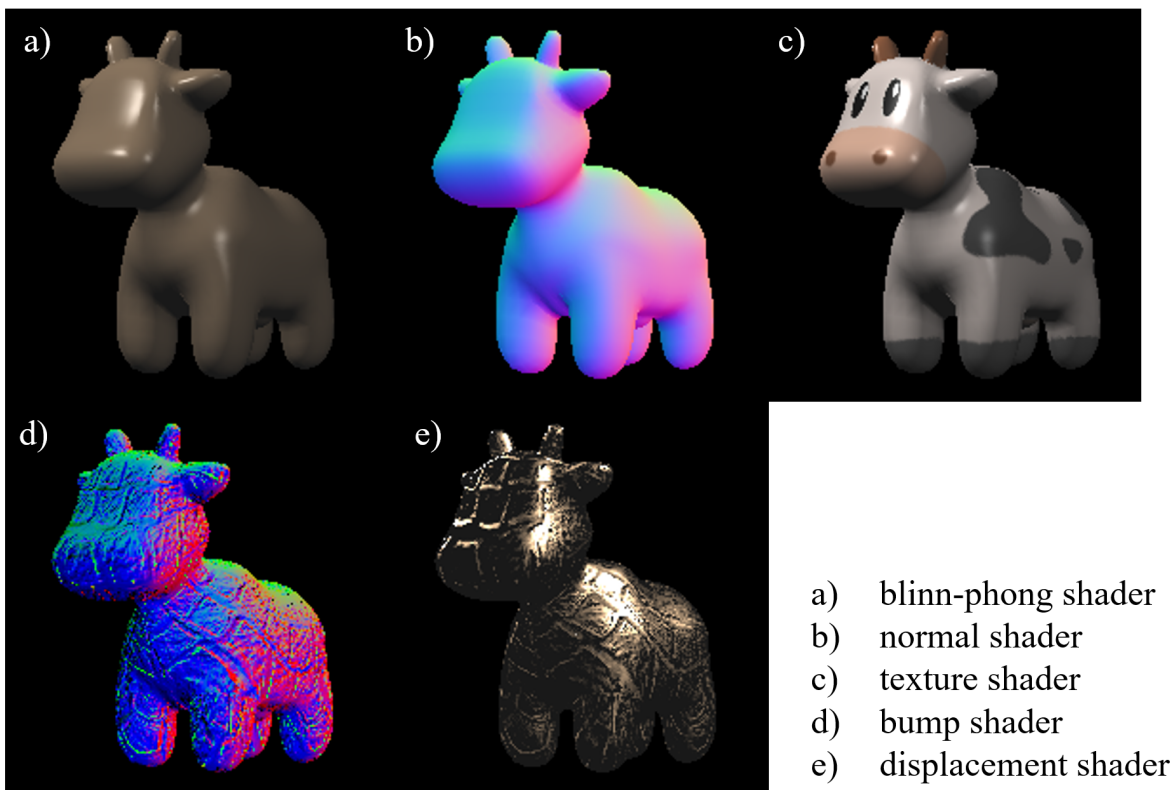 a)
b)
c)
d)
e)
a) blinn-phong shader
b) normal shader
c) texture shader
d) bump shader
e) displacement shader